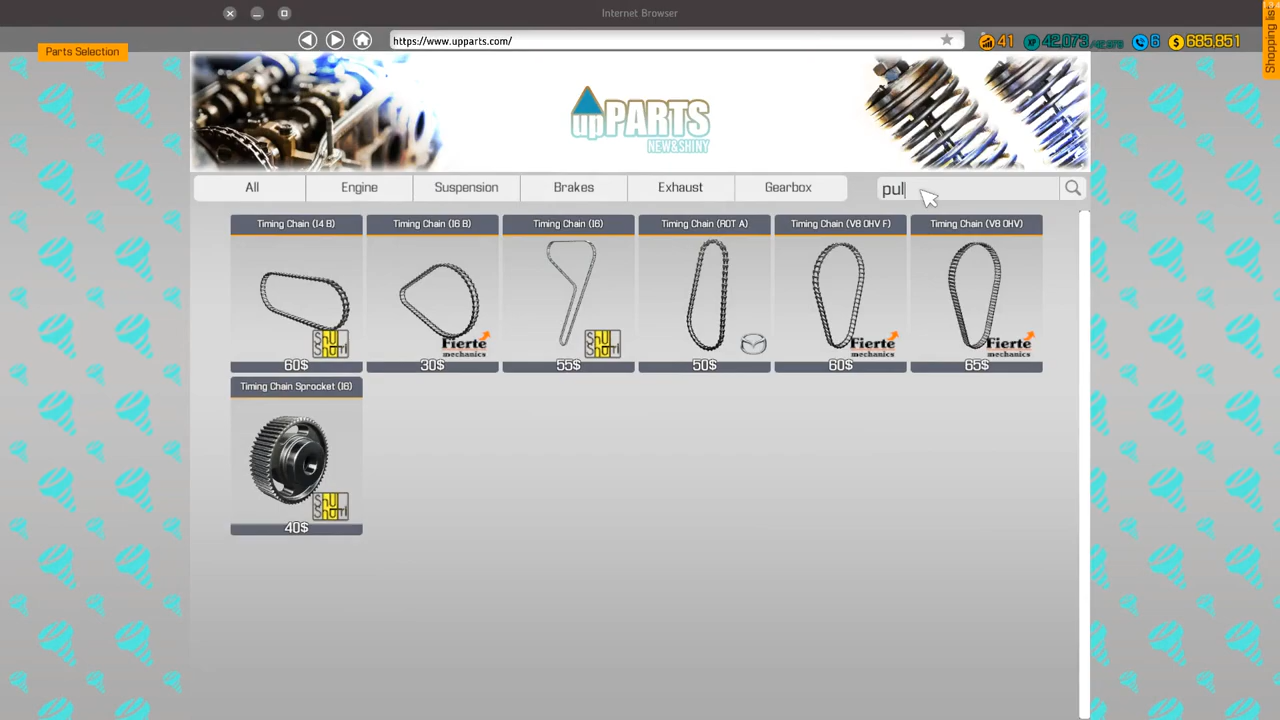 Internet Browser
Parts Selection
https://www.upparts.com/
41
42,073
6
$ 685,851
Shopping list
upPARTS
NEW&SHINY
All
Engine
Suspension
Brakes
Exhaust
Gearbox
pul
Timing Chain (I4 B)
Timing Chain (I6 B)
Timing Chain (I6)
Timing Chain (ROT A)
Timing Chain (V8 OHV F)
Timing Chain (V8 OHV)
Fierte
mechanics
Fierte
mechanics
Fierte
mechanics
60$
30$
55$
50$
60$
65$
Timing Chain Sprocket (I6)
40$